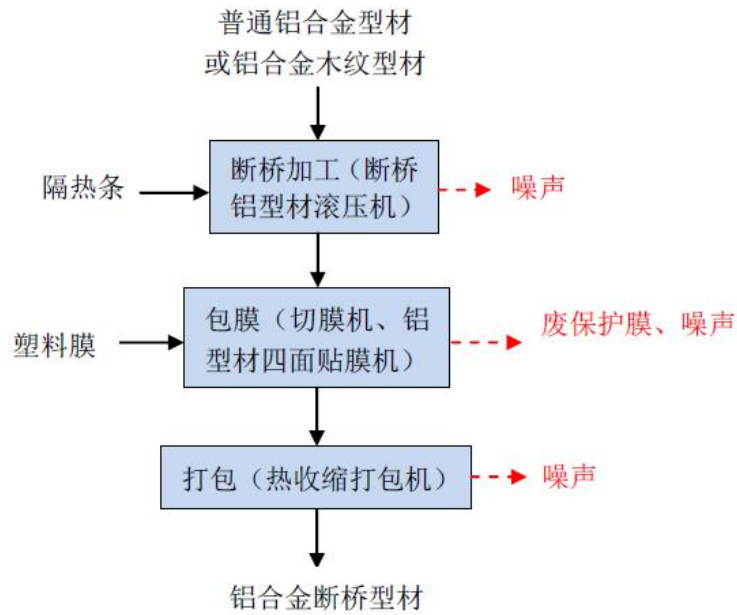 普通铝合金型材
或铝合金木纹型材
隔热条
断桥加工（断桥
铝型材滚压机）
噪声
塑料膜
包膜（切膜机、铝
型材四面贴膜机）
废保护膜、噪声
打包（热收缩打包机）
噪声
铝合金断桥型材